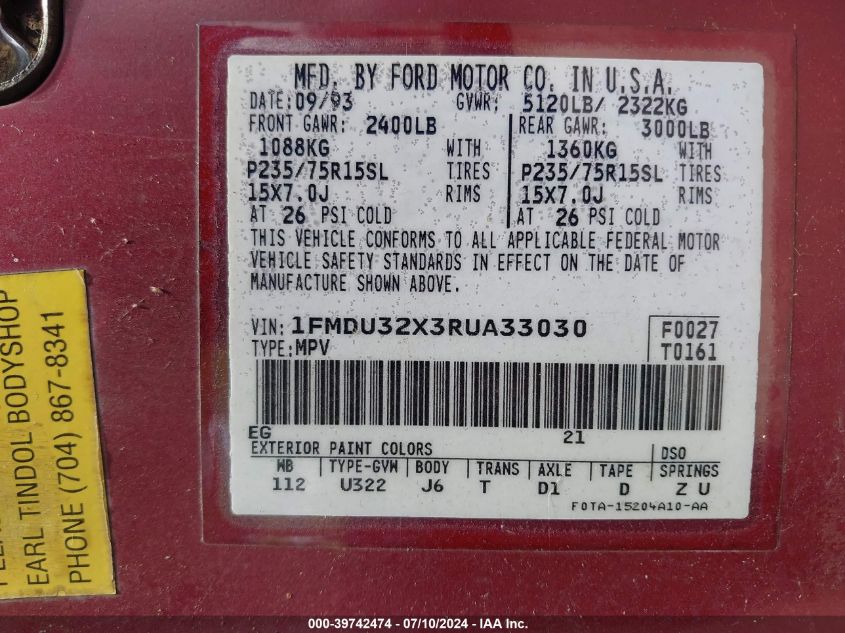 MFD. BY FORD MOTOR CO. IN U.S.A.
DATE: 09/93 GVWR: 5120LB/ 2322KG
FRONT GAWR: 2400LB REAR GAWR: 3000LB
1088KG WITH 1360KG WITH
P235/75R15SL TIRES P235/75R15SL TIRES
15X7.0J RIMS 15X7.0J RIMS
AT 26 PSI COLD AT 26 PSI COLD
THIS VEHICLE CONFORMS TO ALL APPLICABLE FEDERAL MOTOR
VEHICLE SAFETY STANDARDS IN EFFECT ON THE DATE OF
MANUFACTURE SHOWN ABOVE.
VIN: 1FMDU32X3RUA33030 F0027
TYPE: MPV T0161
EG 21
EXTERIOR PAINT COLORS DSO
WB TYPE-GVW BODY TRANS AXLE TAPE SPRINGS
112 U322 J6 T D1 D Z U
F0TA-15204A10-AA
EARL TINDOL BODYSHOP
PHONE (704) 867-8341
000-39742474 - 07/10/2024 - IAA Inc.